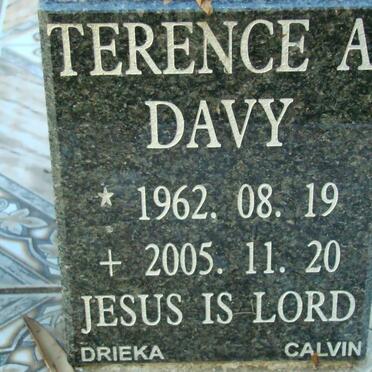 TERENCE A
DAVY
* 1962. 08. 19
+ 2005. 11. 20
JESUS IS LORD
DRIEKA CALVIN